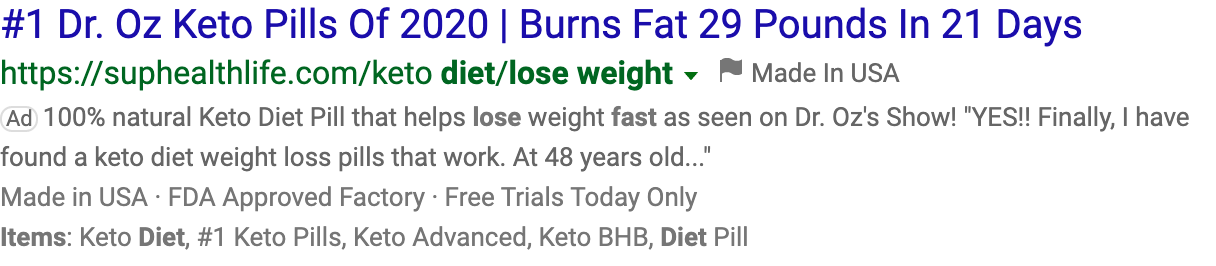 #1 Dr. Oz Keto Pills Of 2020 | Burns Fat 29 Pounds In 21 Days
https://suphealthlife.com/keto diet/lose weight Made In USA
Ad 100% natural Keto Diet Pill that helps lose weight fast as seen on Dr. Oz's Show! "YES!! Finally, I have
found a keto diet weight loss pills that work. At 48 years old..."
Made in USA · FDA Approved Factory · Free Trials Today Only
Items: Keto Diet, #1 Keto Pills, Keto Advanced, Keto BHB, Diet Pill